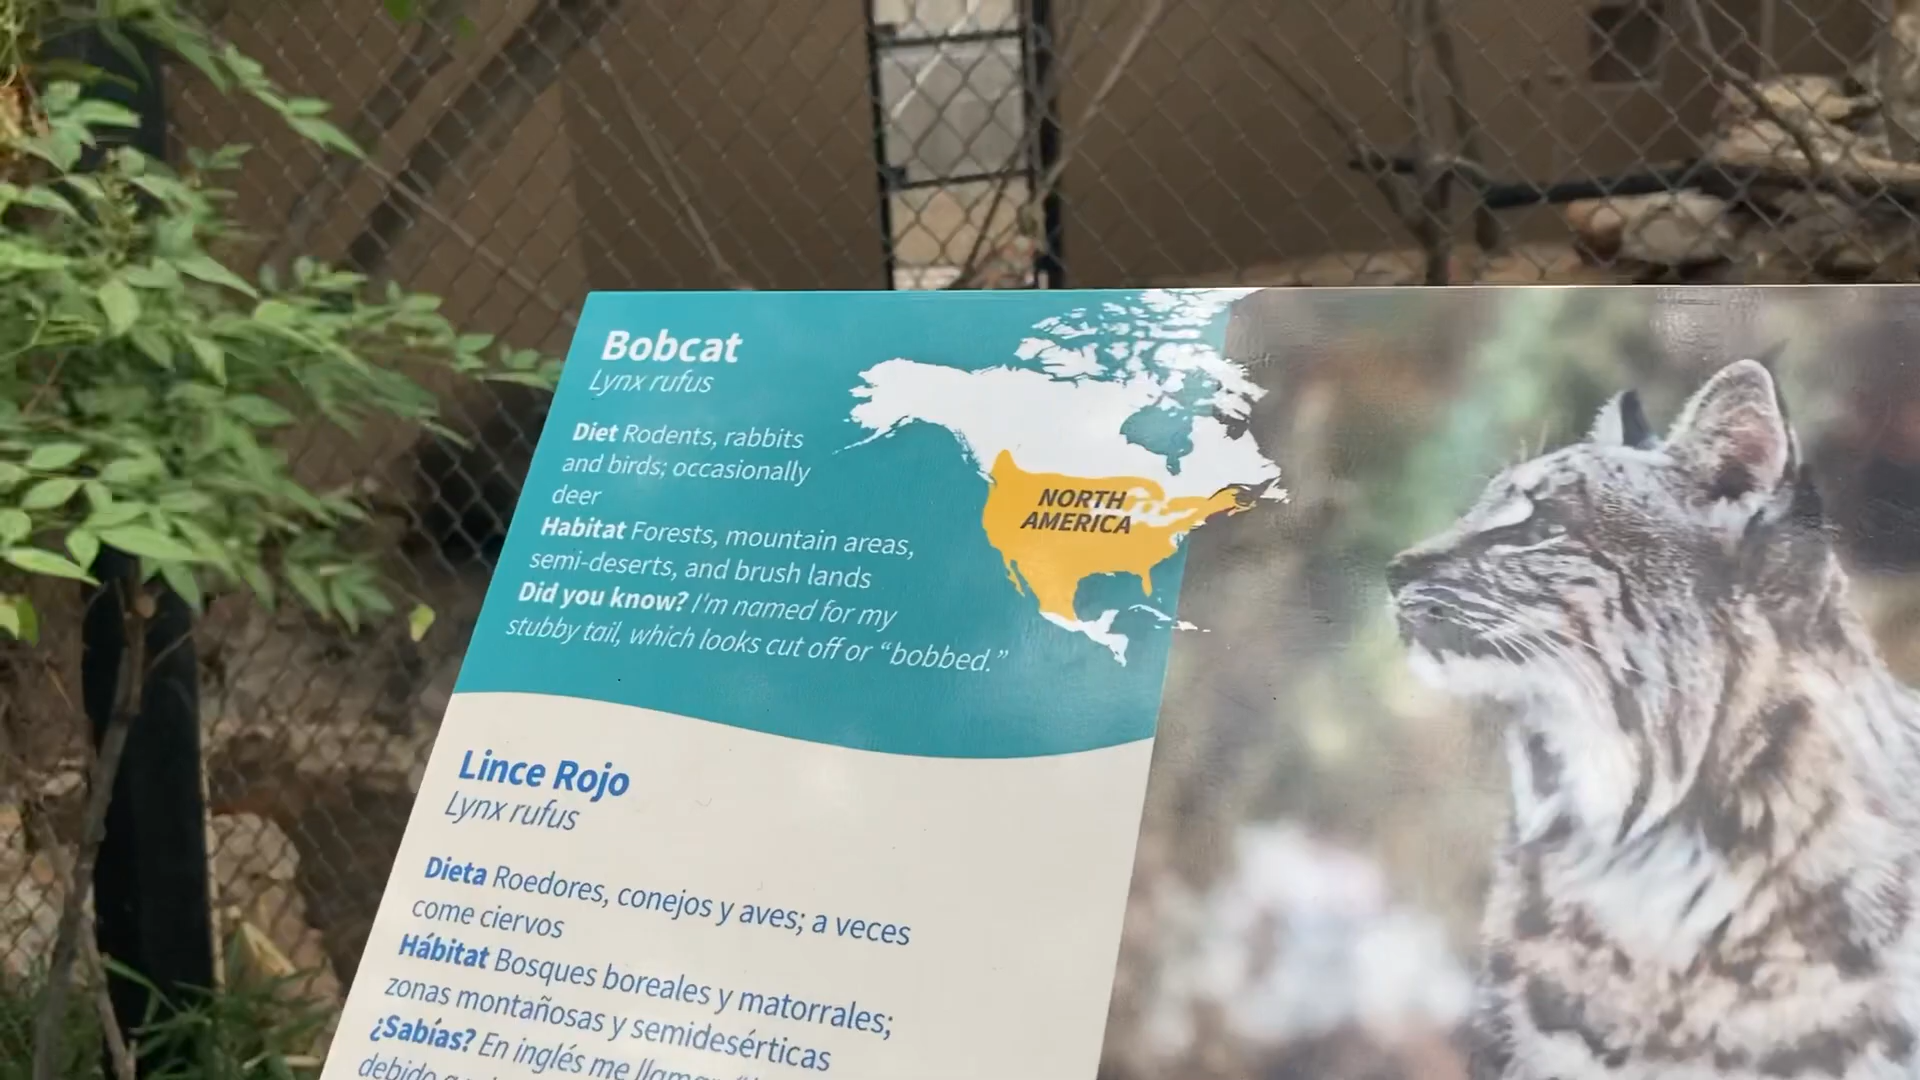 Bobcat
Lynx rufus
Diet Rodents, rabbits
and birds; occasionally
deer
Habitat Forests, mountain areas,
semi-deserts, and brush lands
Did you know? I'm named for my
stubby tail, which looks cut off or “bobbed.”
NORTH
AMERICA
Lince Rojo
Lynx rufus
Dieta Roedores, conejos y aves; a veces
come ciervos
Hábitat Bosques boreales y matorrales;
zonas montañosas y semidesérticas
¿Sabías? En inglés me
debido